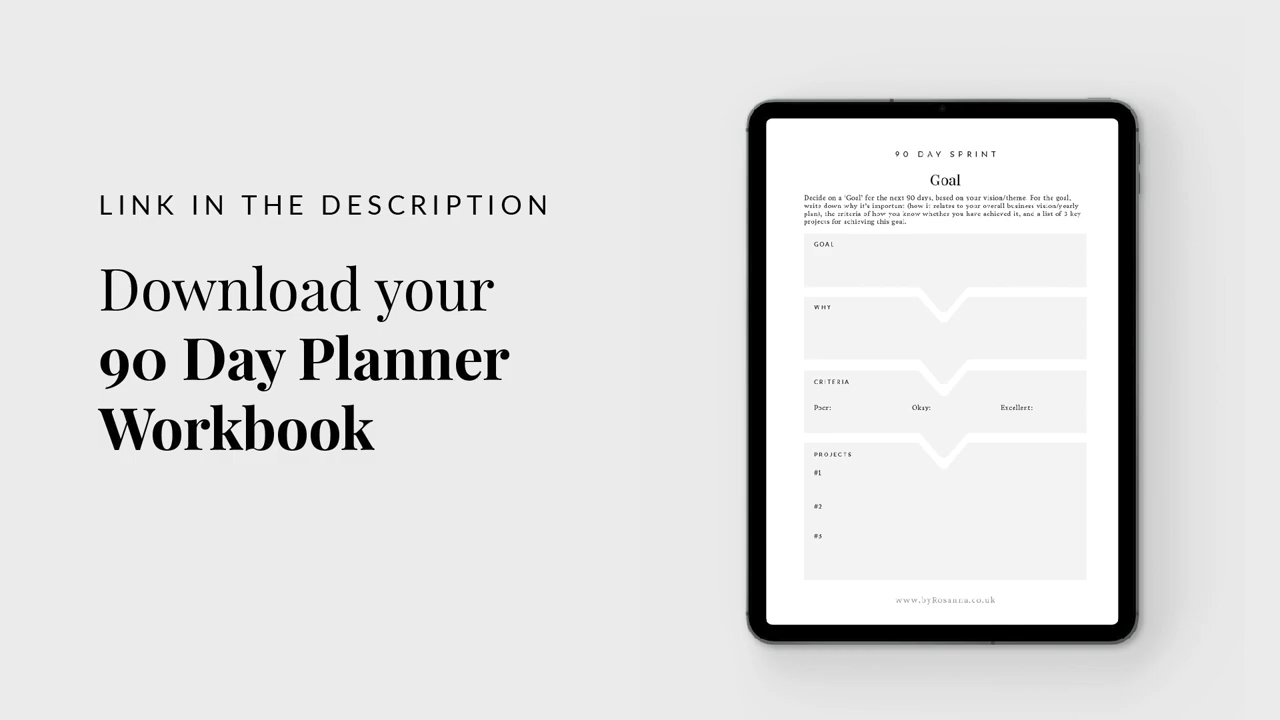 LINK IN THE DESCRIPTION
Download your
90 Day Planner
Workbook
90 DAY SPRINT
Goal
Decide on a 'Goal' for the next 90 days, based on your vision/theme. For the goal,
write down why it's important: (how it relates to your overall business vision/yearly
plan), the criteria of how you know whether you have achieved it, and a list of 3 key
projects for achieving this goal.
GOAL
WHY
CRITERIA
Poor: Okay: Excellent:
PROJECTS
#1
#2
#3
www.byRosanna.co.uk